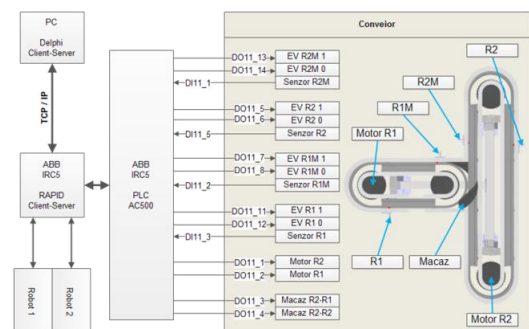 Conveior
PC
Delphi
Client-Server
TCP / IP
ABB
IRC5
RAPID
Client-Server
Robot 1
Robot 2
ABB
IRC5
PLC
AC500
DO11_13
EV R2M 1
DO11_14
EV R2M 0
DI11_1
Senzor R2M
DO11_5
EV R2 1
DO11_6
EV R2 0
DI11_5
Senzor R2
DO11_7
EV R1M 1
DO11_8
EV R1M 0
DI11_2
Senzor R1M
DO11_11
EV R1 1
DO11_12
EV R1 0
DI11_3
Senzor R1
DO11_1
Motor R2
DO11_2
Motor R1
DO11_3
Macaz R2-R1
DO11_4
Macaz R2-R2
R2
R2M
R1M
Motor R1
R1
Macaz
Motor R2